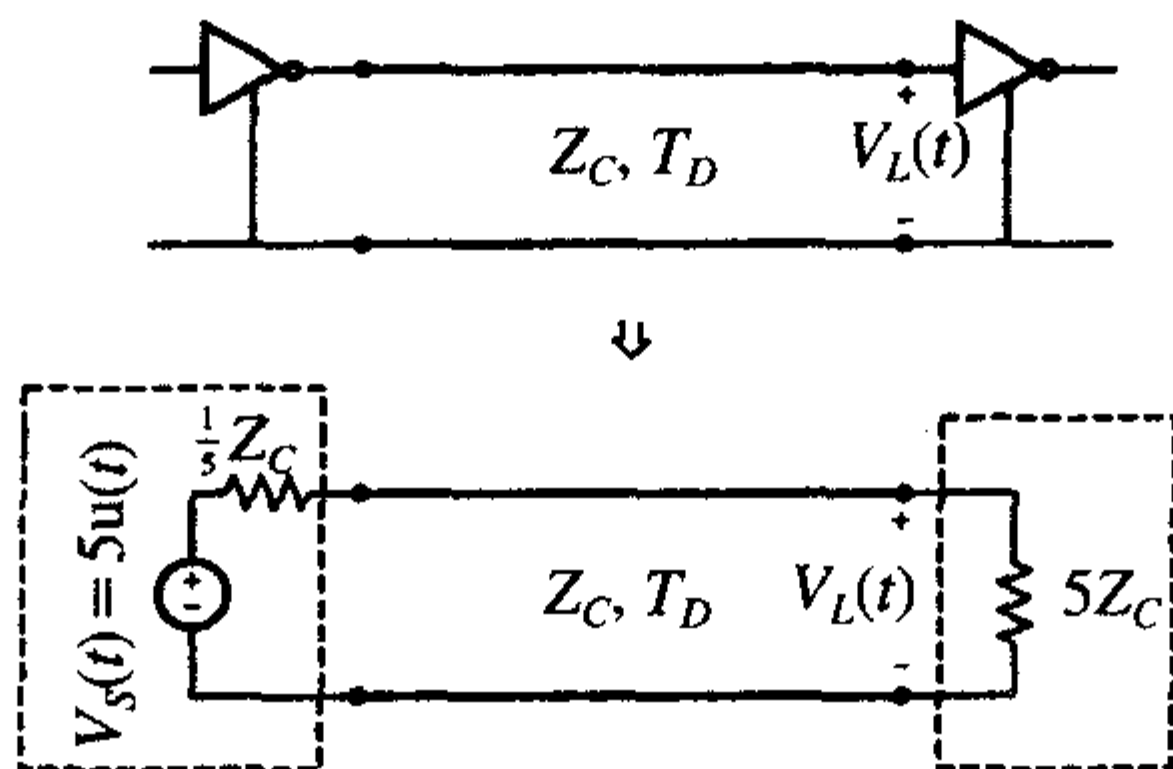 Z_C, T_D
+
V_L(t)
-
⇓
V_S(t) = 5u(t)
1/5 Z_C
+
-
Z_C, T_D
+
V_L(t)
-
5Z_C